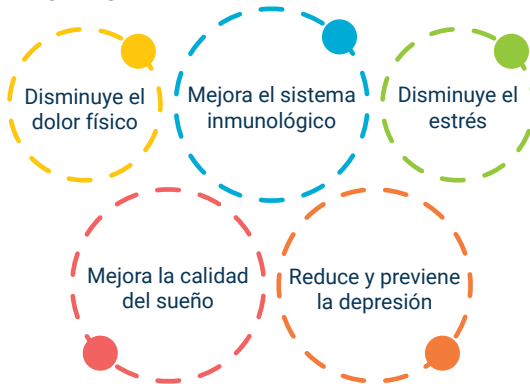 Disminuye el
dolor físico
Mejora el sistema
inmunológico
Disminuye el
estrés
Mejora la calidad
del sueño
Reduce y previene
la depresión